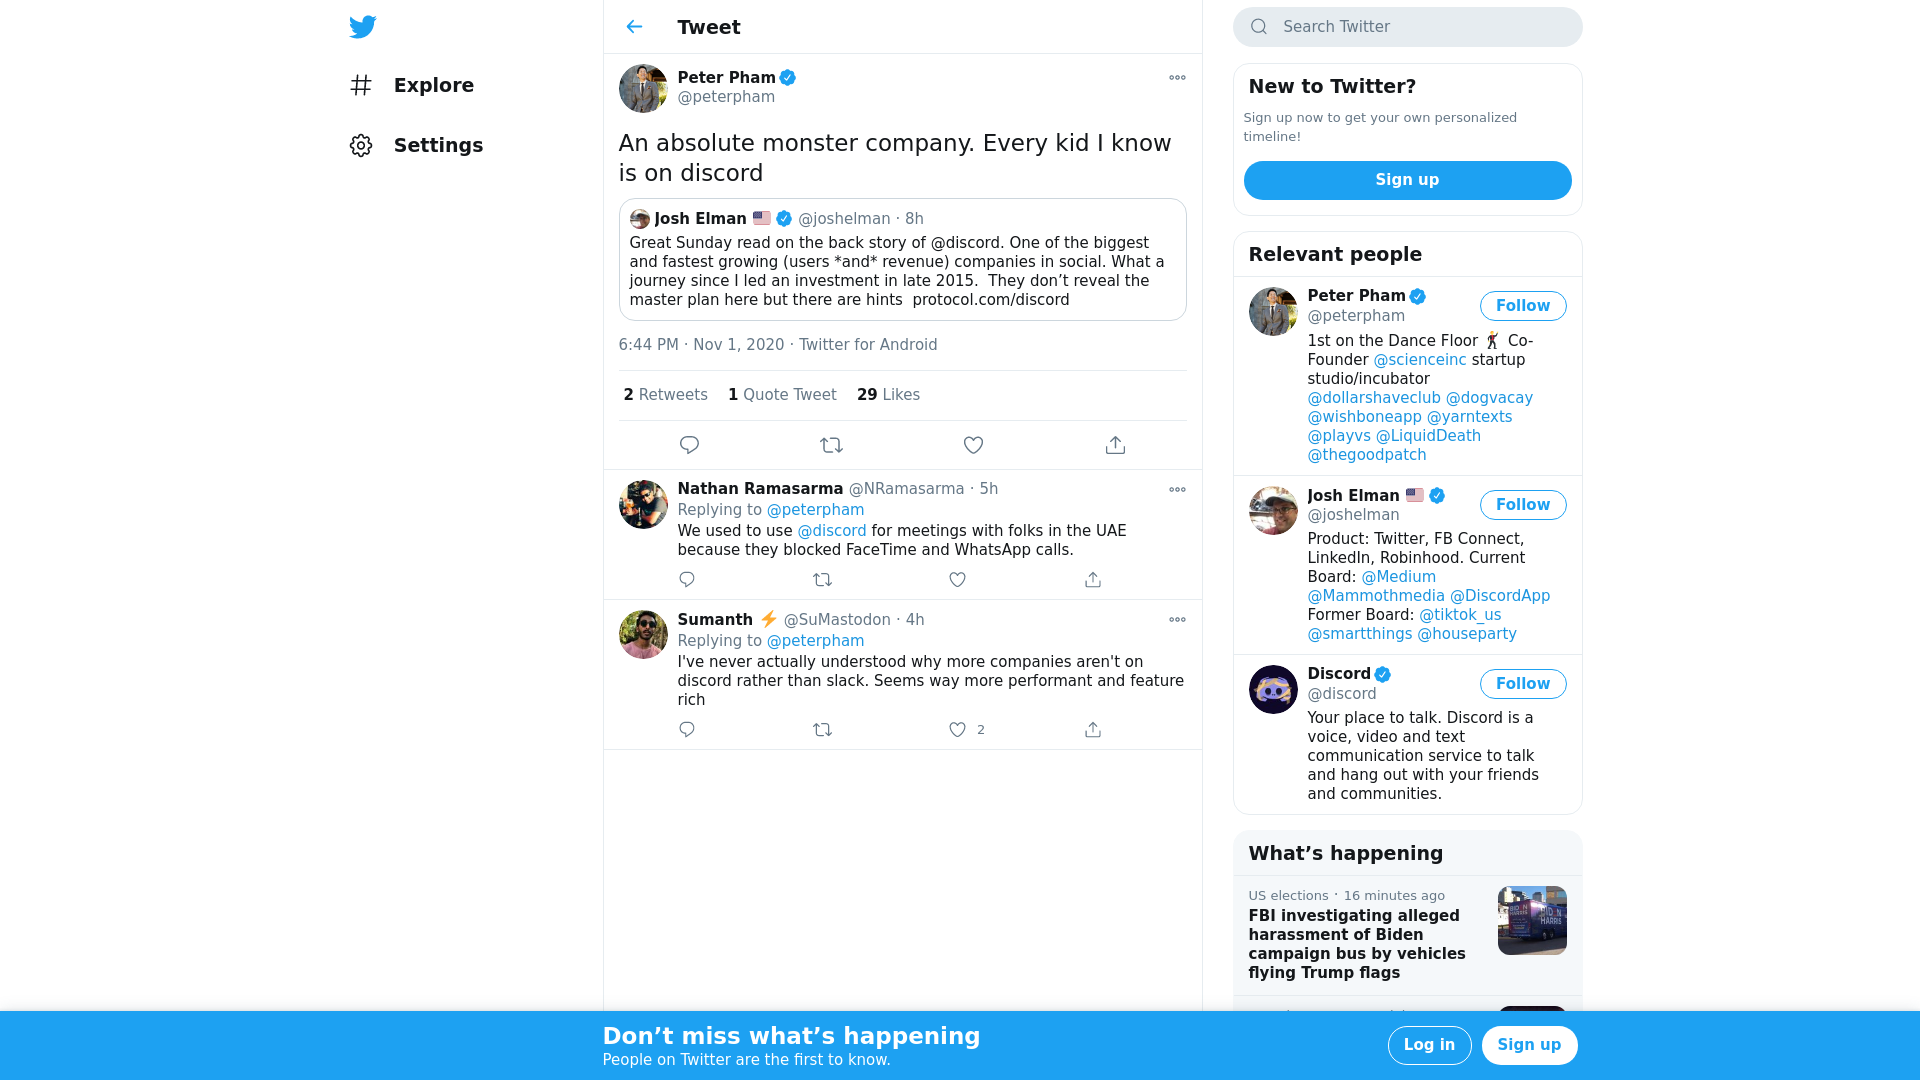 Explore
Settings
Tweet
Peter Pham
@peterpham
An absolute monster company. Every kid I know
is on discord
Josh Elman @joshelman · 8h
Great Sunday read on the back story of @discord. One of the biggest
and fastest growing (users *and* revenue) companies in social. What a
journey since I led an investment in late 2015.  They don’t reveal the
master plan here but there are hints  protocol.com/discord
6:44 PM · Nov 1, 2020 · Twitter for Android
2 Retweets 1 Quote Tweet 29 Likes
Nathan Ramasarma @NRamasarma · 5h
Replying to @peterpham
We used to use @discord for meetings with folks in the UAE
because they blocked FaceTime and WhatsApp calls.
Sumanth ⚡ @SuMastodon · 4h
Replying to @peterpham
I've never actually understood why more companies aren't on
discord rather than slack. Seems way more performant and feature
rich
2
Search Twitter
New to Twitter?
Sign up now to get your own personalized
timeline!
Sign up
Relevant people
Peter Pham
@peterpham
Follow
1st on the Dance Floor 🕺 Co-
Founder @scienceinc startup
studio/incubator
@dollarshaveclub @dogvacay
@wishboneapp @yarntexts
@playvs @LiquidDeath
@thegoodpatch
Josh Elman
@joshelman
Follow
Product: Twitter, FB Connect,
LinkedIn, Robinhood. Current
Board: @Medium
@Mammothmedia @DiscordApp
Former Board: @tiktok_us
@smartthings @houseparty
Discord
@discord
Follow
Your place to talk. Discord is a
voice, video and text
communication service to talk
and hang out with your friends
and communities.
What’s happening
US elections · 16 minutes ago
FBI investigating alleged
harassment of Biden
campaign bus by vehicles
flying Trump flags
Don’t miss what’s happening
People on Twitter are the first to know.
Log in
Sign up